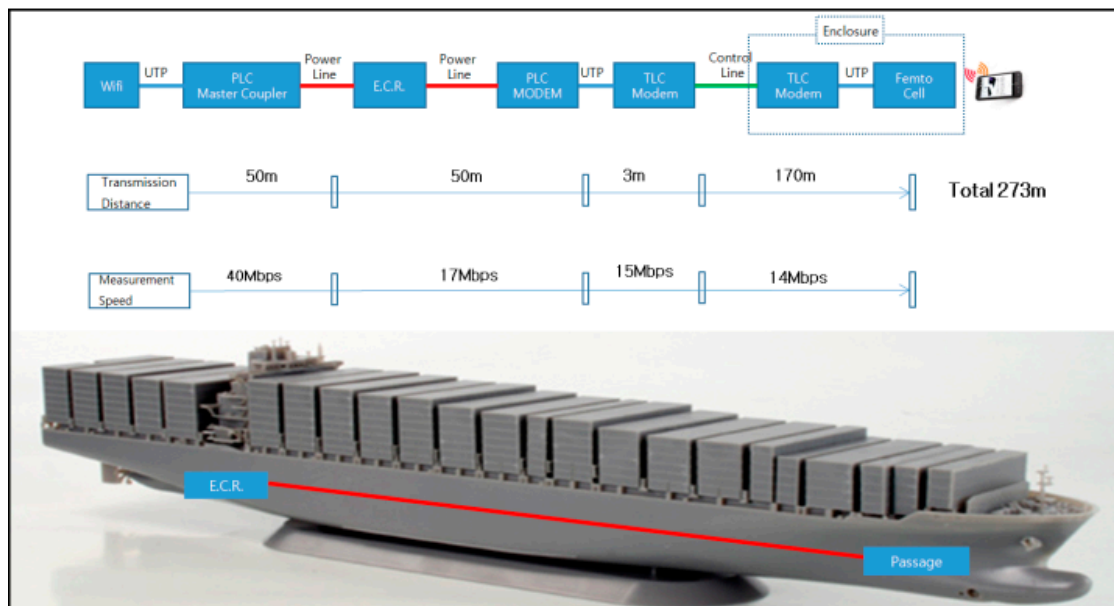 Enclosure
Wifi
UTP
PLC
Master Coupler
Power
Line
E.C.R.
Power
Line
PLC
MODEM
UTP
TLC
Modem
Control
Line
TLC
Modem
UTP
Femto
Cell
Transmission
Distance
50m
50m
3m
170m
Total 273m
Measurement
Speed
40Mbps
17Mbps
15Mbps
14Mbps
E.C.R.
Passage